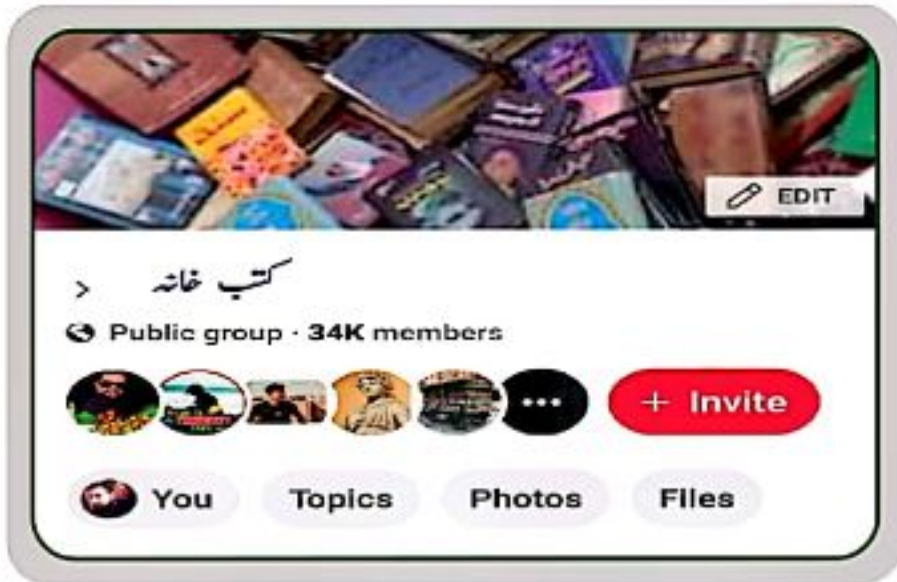 EDIT
کتب خانہ
Public group · 34K members
+ Invite
You Topics Photos Files